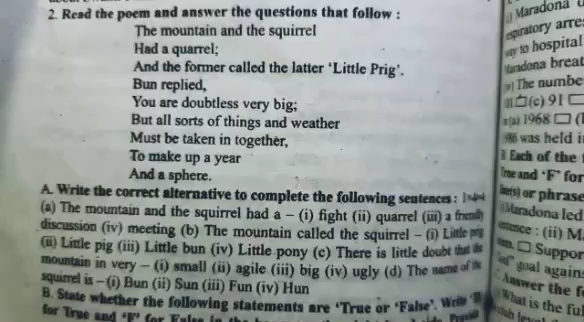 2. Read the poem and answer the questions that follow :
The mountain and the squirrel
Had a quarrel;
And the former called the latter 'Little Prig'.
Bun replied,
You are doubtless very big;
But all sorts of things and weather
Must be taken in together,
To make up a year
And a sphere.
A. Write the correct alternative to complete the following sentences : 1×4=4
(a) The mountain and the squirrel had a – (i) fight (ii) quarrel (iii) a friendly
discussion (iv) meeting (b) The mountain called the squirrel – (i) Little prig
(ii) Little pig (iii) Little bun (iv) Little pony (c) There is little doubt that the
mountain in very – (i) small (ii) agile (iii) big (iv) ugly (d) The name of the
squirrel is – (i) Bun (ii) Sun (iii) Fun (iv) Hun
B. State whether the following statements are 'True or 'False'. Write 'T'
for True and 'F' for False in the
i) Maradona
respiratory arre
way to hospital
Maradona breat
The numbe
(c) 91 □
(a) 1968 □ (
986 was held i
Each of the
True and 'F' for
or phrase
Maradona led
: (ii) M
□ Suppor
goal again
Answer the f
What is the fu